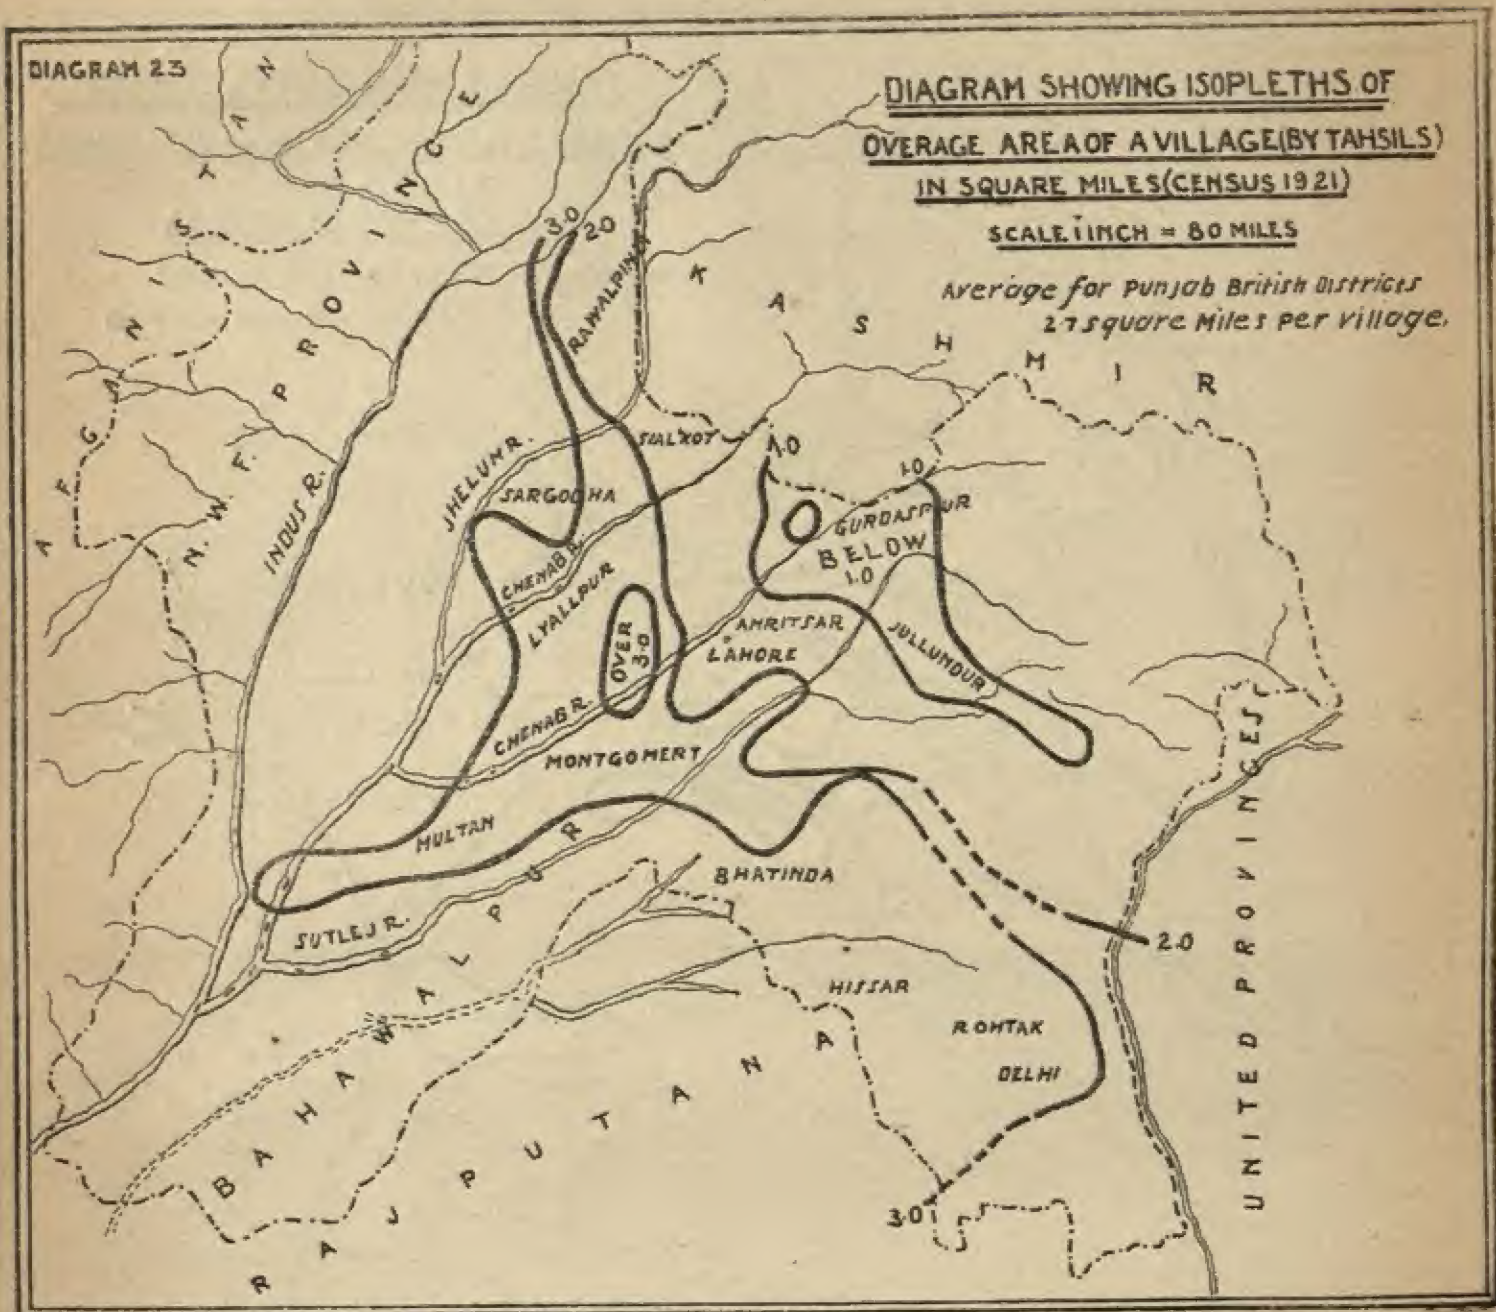 DIAGRAM 23
DIAGRAM SHOWING ISOPLETHS OF
OVERAGE AREA OF A VILLAGE (BY TAHSILS)
IN SQUARE MILES (CENSUS 1921)
SCALE 1 INCH = 80 MILES
Average for Punjab British Districts
2.7 square Miles per village.
AFGANISTAN
N.W.F. PROVINCE
KASHMIR
3.0
2.0
RAWALPINDI
SIALKOT
1.0
1.0
JHELUM R.
SARGODHA
INDUS R.
GURDASPUR
BELOW
1.0
CHENAB R.
LYALLPUR
OVER
3.0
AMRITSAR
LAHORE
JULLUNDUR
CHENAB R.
MONTGOMERT
MULTAN
BHATINDA
SUTLEJ R.
2.0
HISSAR
ROHTAK
DELHI
BAHAWALPUR
RAJPUTANA
UNITED PROVINCES
3.0